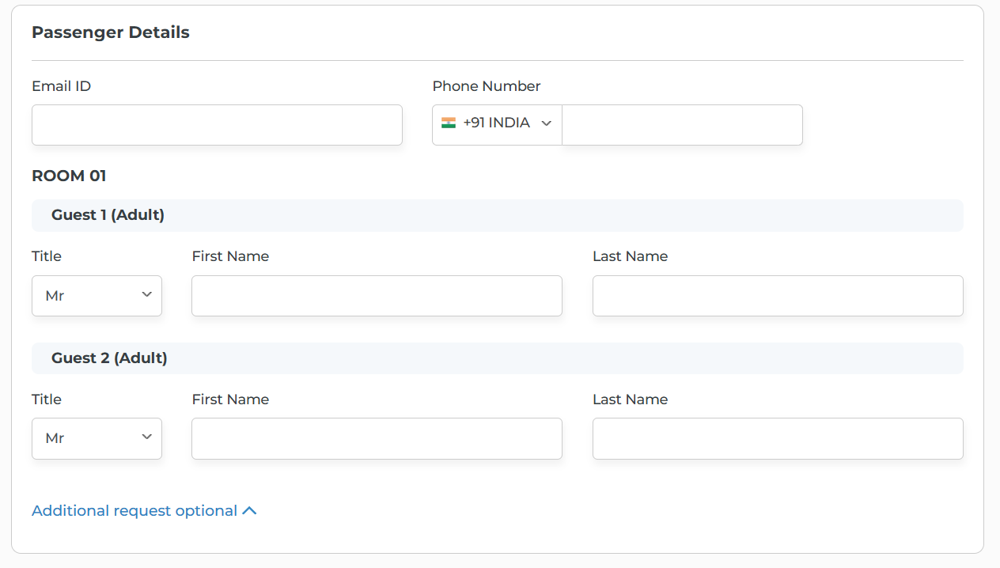 Passenger Details
Email ID Phone Number
+91 INDIA
ROOM 01
Guest 1 (Adult)
Title First Name Last Name
Mr
Guest 2 (Adult)
Title First Name Last Name
Mr
Additional request optional